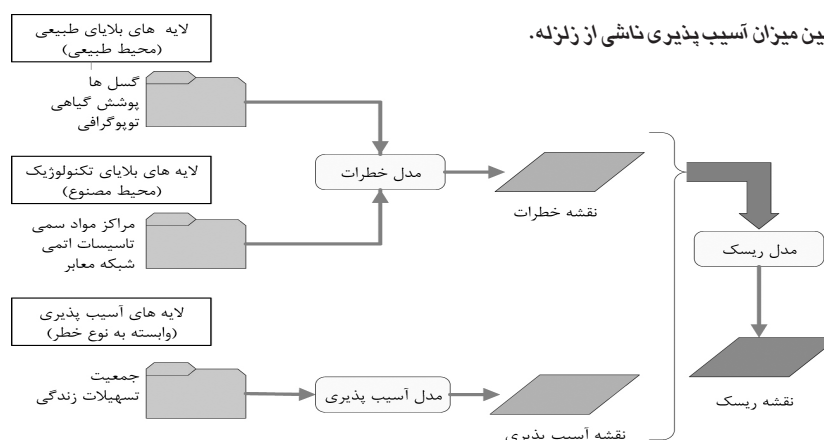 ین میزان آسیب پذیری ناشی از زلزله.
لایه های بلایای طبیعی
(محیط طبیعی)
گسل ها
پوشش گیاهی
توپوگرافی
لایه های بلایای تکنولوژیک
(محیط مصنوع)
مراکز مواد سمی
تاسیسات اتمی
شبکه معابر
مدل خطرات
نقشه خطرات
لایه های آسیب پذیری
(وابسته به نوع خطر)
جمعیت
تسهیلات زندگی
مدل آسیب پذیری
نقشه آسیب پذیری
مدل ریسک
نقشه ریسک